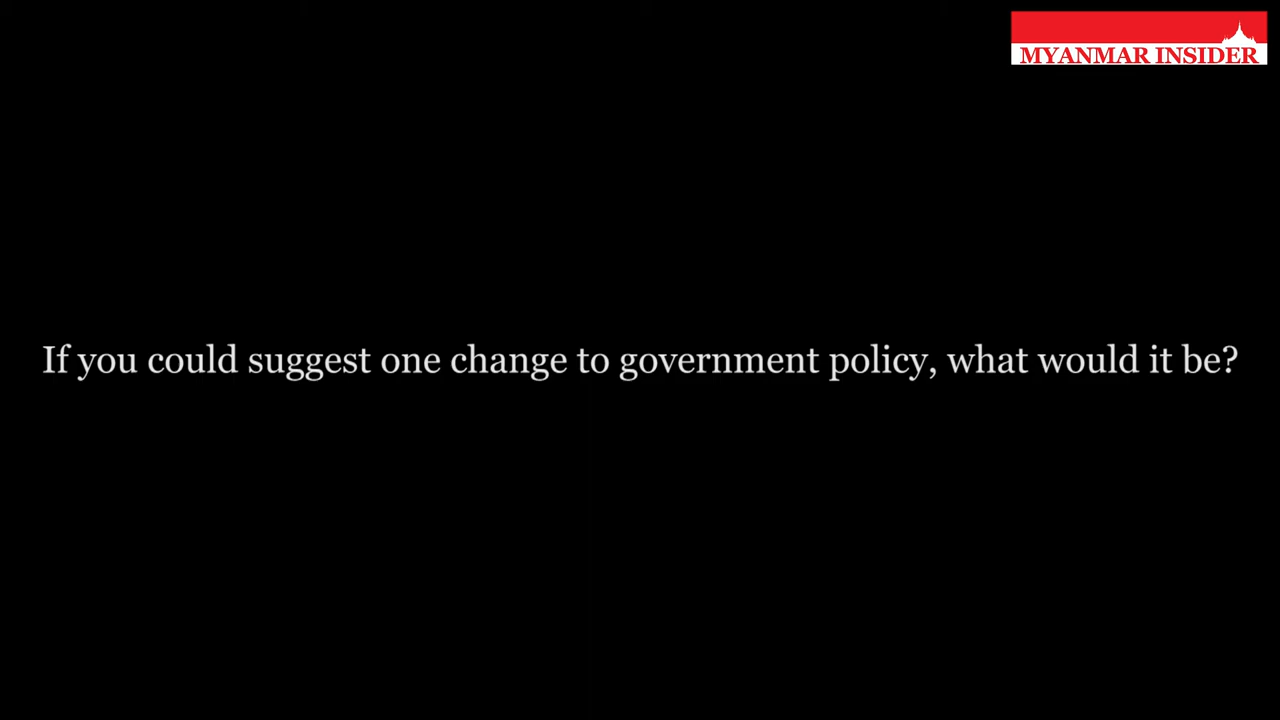 MYANMAR INSIDER
If you could suggest one change to government policy, what would it be?